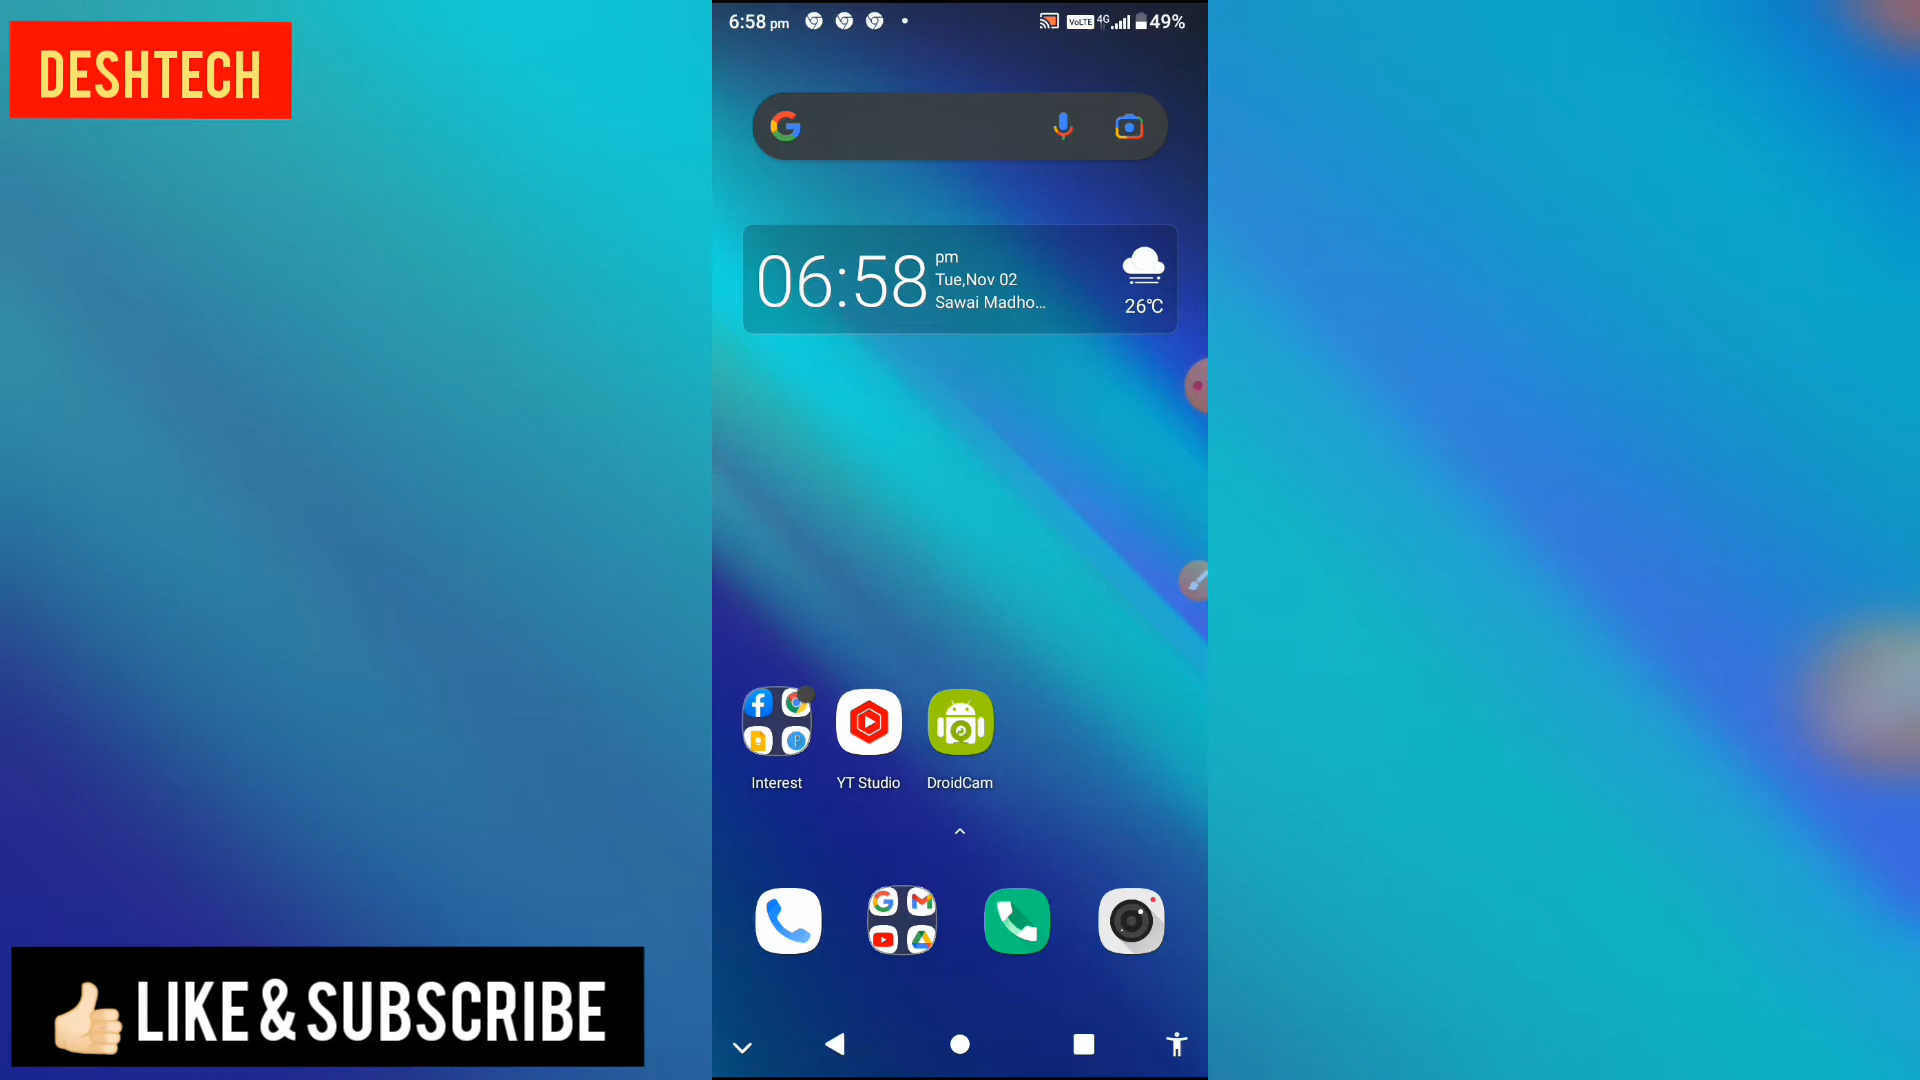 DESHTECH
6:58 pm
VoLTE 4G 49%
06:58
pm
Tue,Nov 02
Sawai Madho...
26℃
Interest
YT Studio
DroidCam
LIKE & SUBSCRIBE